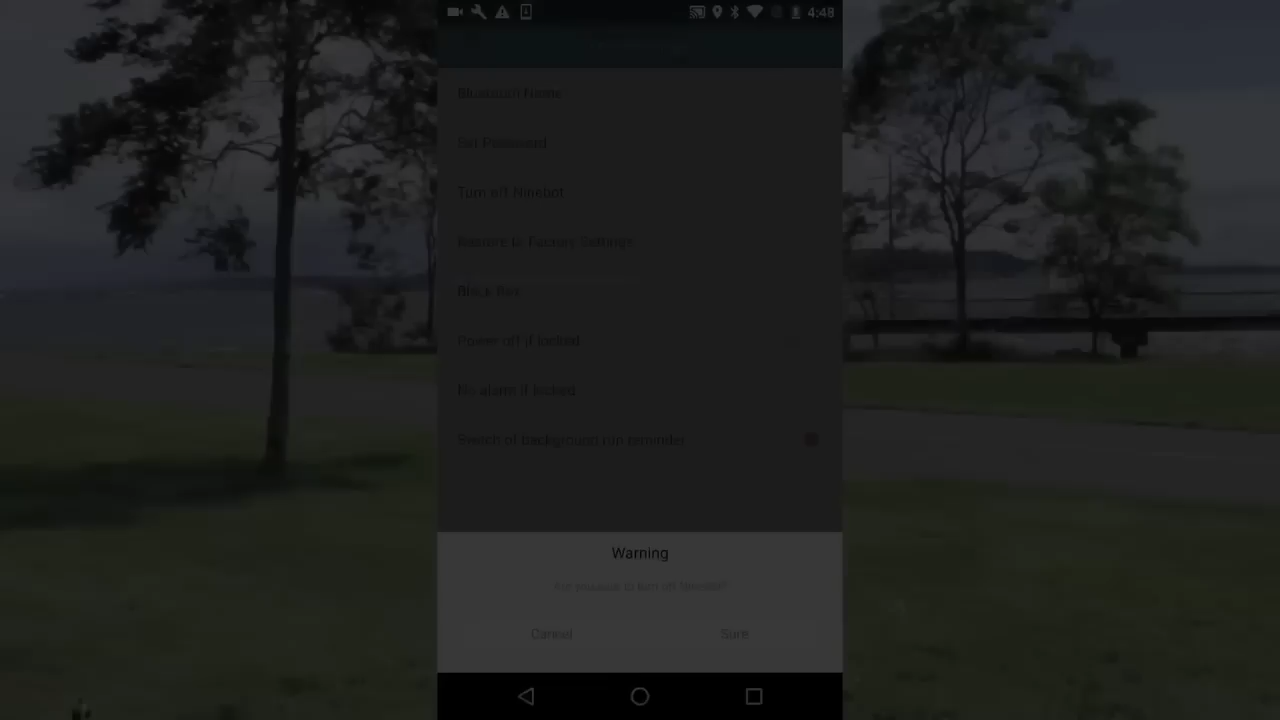 4:48
Bluetooth Name
Set Password
Turn off Ninebot
Restore to Factory Settings
Black Box
Power off if locked
No alarm if locked
Switch of background run reminder
Warning
Are you sure to turn off Ninebot?
Cancel
Sure